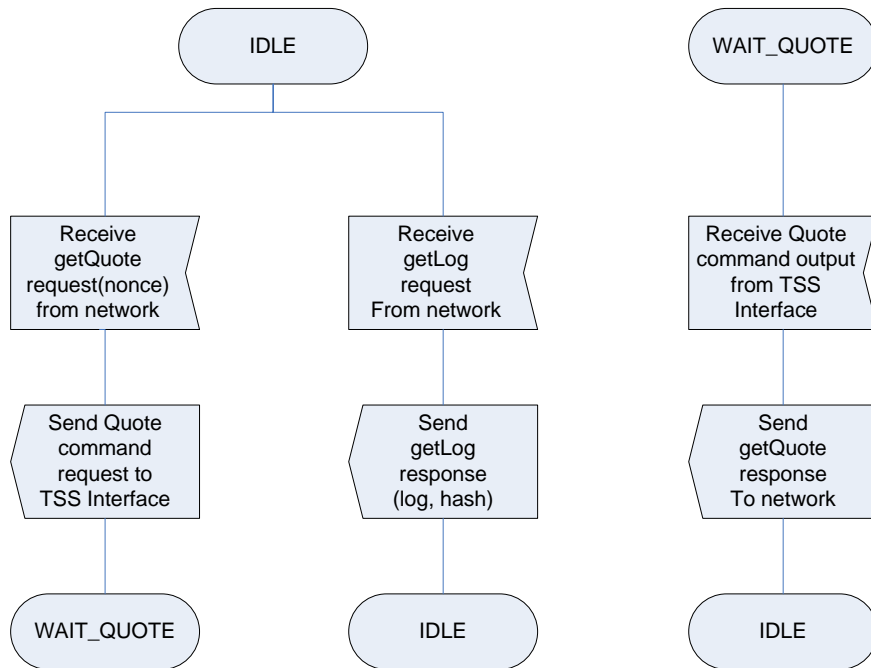 IDLE
WAIT_QUOTE
Receive
getQuote
request(nonce)
from network
Receive
getLog
request
From network
Receive Quote
command output
from TSS
Interface
Send Quote
command
request to
TSS Interface
Send
getLog
response
(log, hash)
Send
getQuote
response
To network
WAIT_QUOTE
IDLE
IDLE